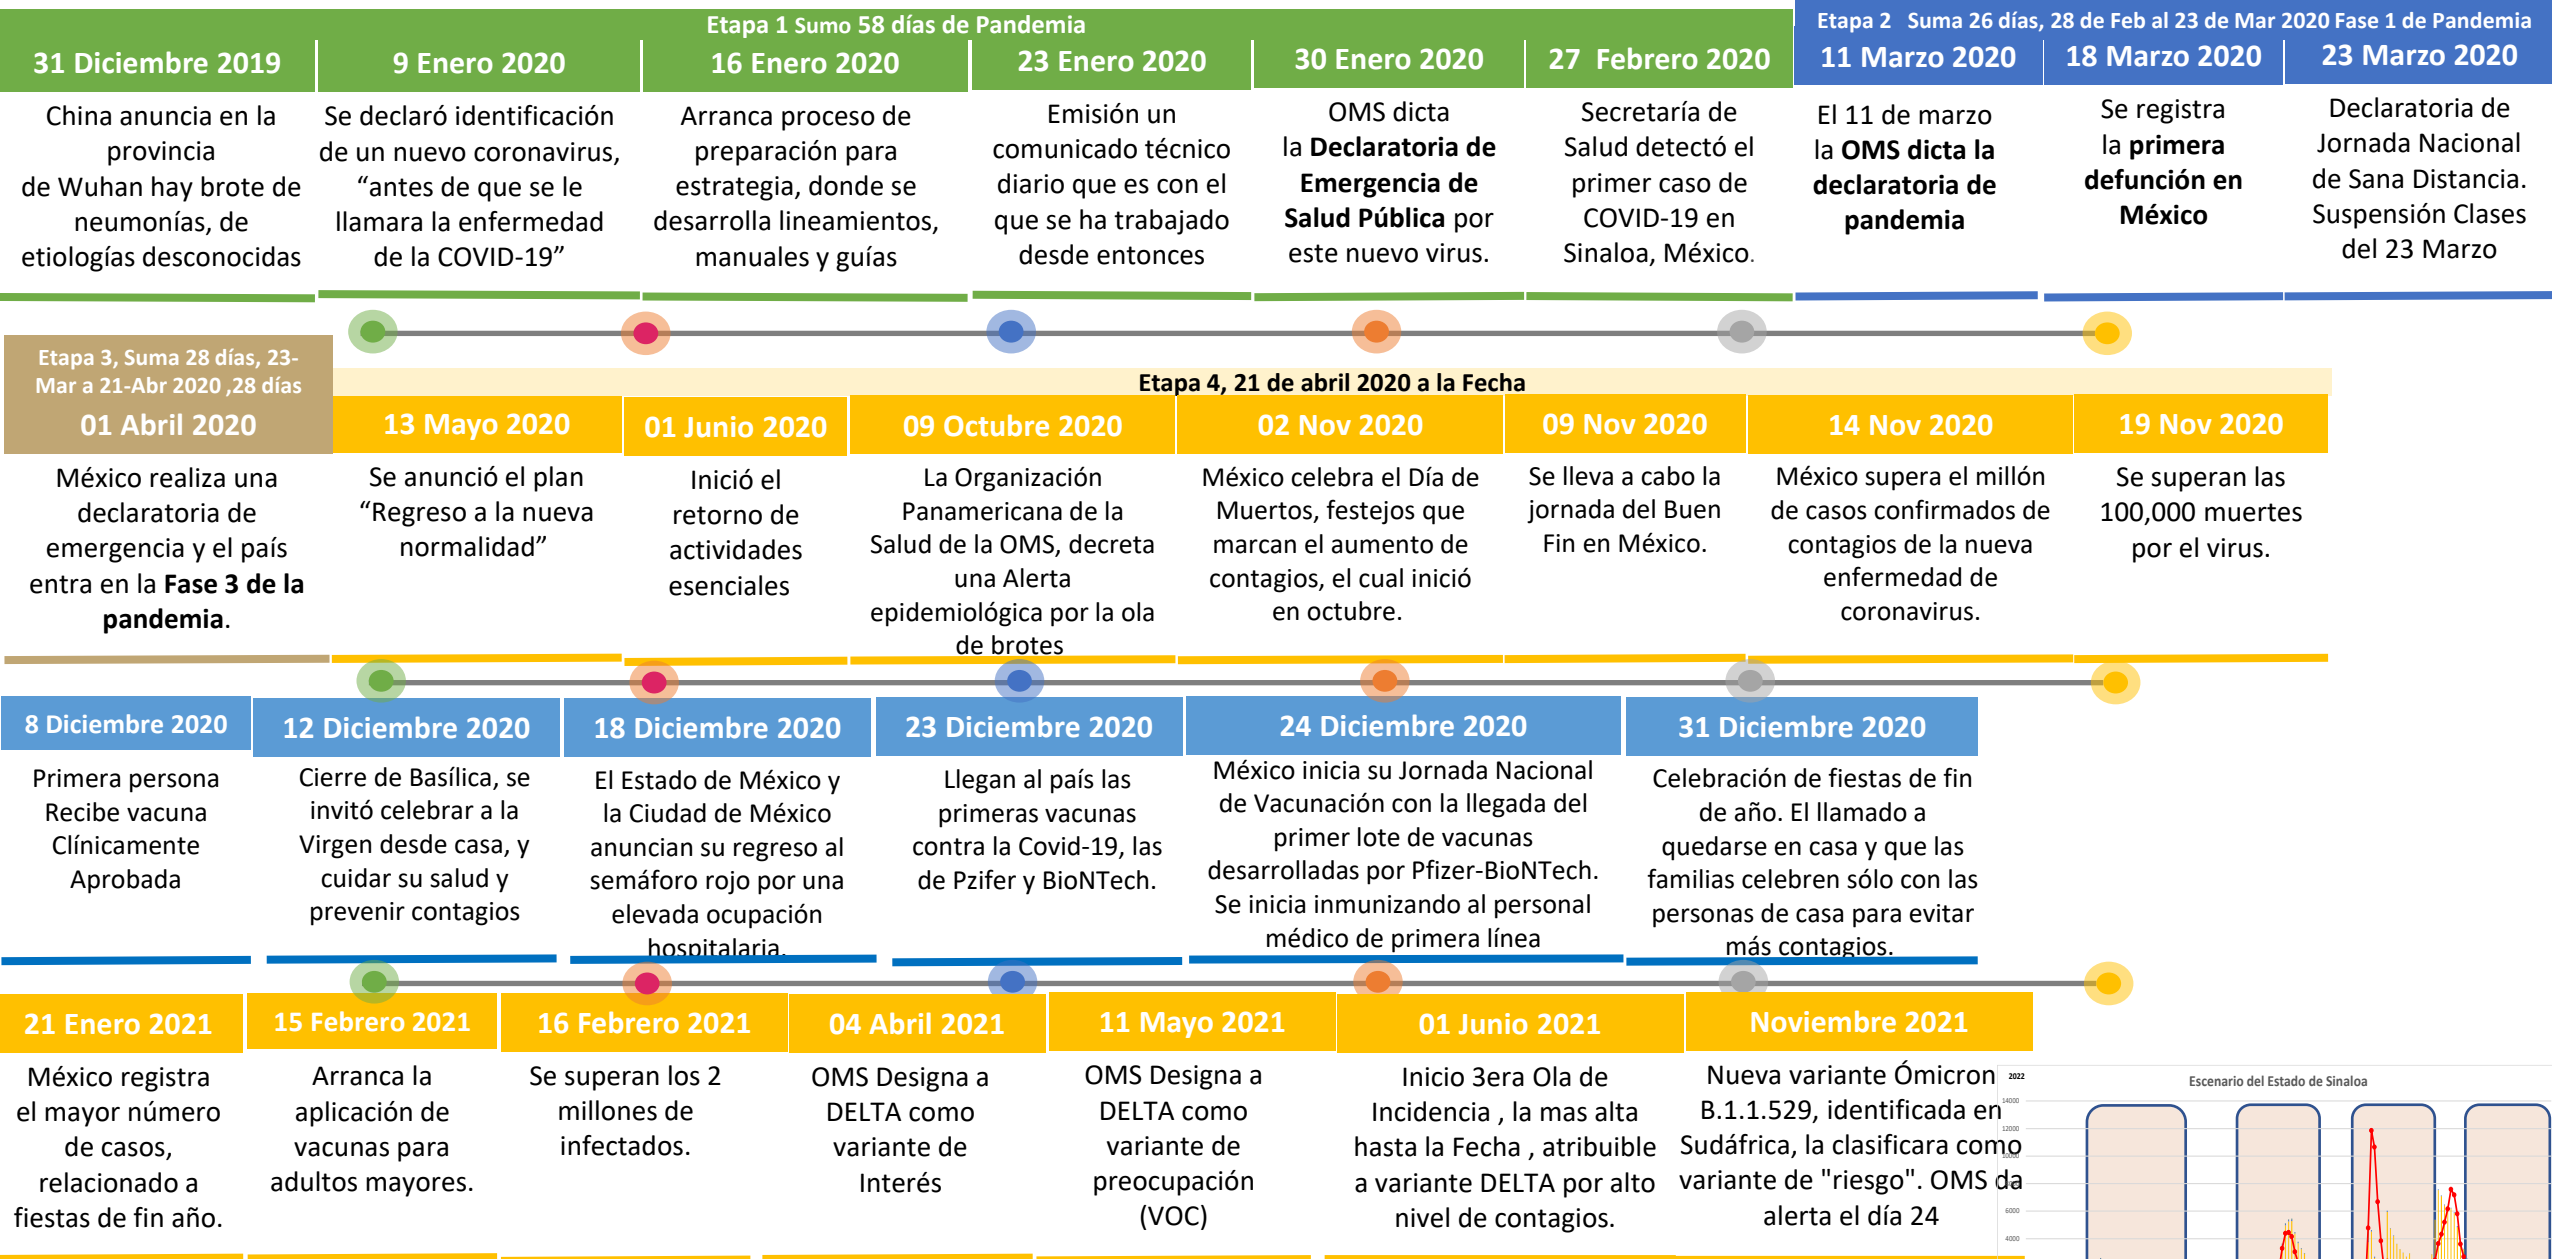 Etapa 1 Sumo 58 días de Pandemia
Etapa 2 Suma 26 días, 28 de Feb al 23 de Mar 2020 Fase 1 de Pandemia
31 Diciembre 2019
China anuncia en la
provincia
de Wuhan hay brote de
neumonías, de
etiologías desconocidas
9 Enero 2020
Se declaró identificación
de un nuevo coronavirus,
“antes de que se le
llamara la enfermedad
de la COVID-19”
16 Enero 2020
Arranca proceso de
preparación para
estrategia, donde se
desarrolla lineamientos,
manuales y guías
23 Enero 2020
Emisión un
comunicado técnico
diario que es con el
que se ha trabajado
desde entonces
30 Enero 2020
OMS dicta
la Declaratoria de
Emergencia de
Salud Pública por
este nuevo virus.
27 Febrero 2020
Secretaría de
Salud detectó el
primer caso de
COVID-19 en
Sinaloa, México.
11 Marzo 2020
El 11 de marzo
la OMS dicta la
declaratoria de
pandemia
18 Marzo 2020
Se registra
la primera
defunción en
México
23 Marzo 2020
Declaratoria de
Jornada Nacional
de Sana Distancia.
Suspensión Clases
del 23 Marzo
Etapa 3, Suma 28 días, 23-
Mar a 21-Abr 2020 ,28 días
01 Abril 2020
México realiza una
declaratoria de
emergencia y el país
entra en la Fase 3 de la
pandemia.
Etapa 4, 21 de abril 2020 a la Fecha
13 Mayo 2020
Se anunció el plan
“Regreso a la nueva
normalidad”
01 Junio 2020
Inició el
retorno de
actividades
esenciales
09 Octubre 2020
La Organización
Panamericana de la
Salud de la OMS, decreta
una Alerta
epidemiológica por la ola
de brotes
02 Nov 2020
México celebra el Día de
Muertos, festejos que
marcan el aumento de
contagios, el cual inició
en octubre.
09 Nov 2020
Se lleva a cabo la
jornada del Buen
Fin en México.
14 Nov 2020
México supera el millón
de casos confirmados de
contagios de la nueva
enfermedad de
coronavirus.
19 Nov 2020
Se superan las
100,000 muertes
por el virus.
8 Diciembre 2020
Primera persona
Recibe vacuna
Clínicamente
Aprobada
12 Diciembre 2020
Cierre de Basílica, se
invitó celebrar a la
Virgen desde casa, y
cuidar su salud y
prevenir contagios
18 Diciembre 2020
El Estado de México y
la Ciudad de México
anuncian su regreso al
semáforo rojo por una
elevada ocupación
hospitalaria.
23 Diciembre 2020
Llegan al país las
primeras vacunas
contra la Covid-19, las
de Pzifer y BioNTech.
24 Diciembre 2020
México inicia su Jornada Nacional
de Vacunación con la llegada del
primer lote de vacunas
desarrolladas por Pfizer-BioNTech.
Se inicia inmunizando al personal
médico de primera línea
31 Diciembre 2020
Celebración de fiestas de fin
de año. El llamado a
quedarse en casa y que las
familias celebren sólo con las
personas de casa para evitar
más contagios.
21 Enero 2021
México registra
el mayor número
de casos,
relacionado a
fiestas de fin año.
15 Febrero 2021
Arranca la
aplicación de
vacunas para
adultos mayores.
16 Febrero 2021
Se superan los 2
millones de
infectados.
04 Abril 2021
OMS Designa a
DELTA como
variante de
Interés
11 Mayo 2021
OMS Designa a
DELTA como
variante de
preocupación
(VOC)
01 Junio 2021
Inicio 3era Ola de
Incidencia , la mas alta
hasta la Fecha , atribuible
a variante DELTA por alto
nivel de contagios.
Noviembre 2021
Nueva variante Ómicron
B.1.1.529, identificada en
Sudáfrica, la clasificara como
variante de "riesgo". OMS da
alerta el día 24
2022
Escenario del Estado de Sinaloa
14000
12000
10000
6000
4000